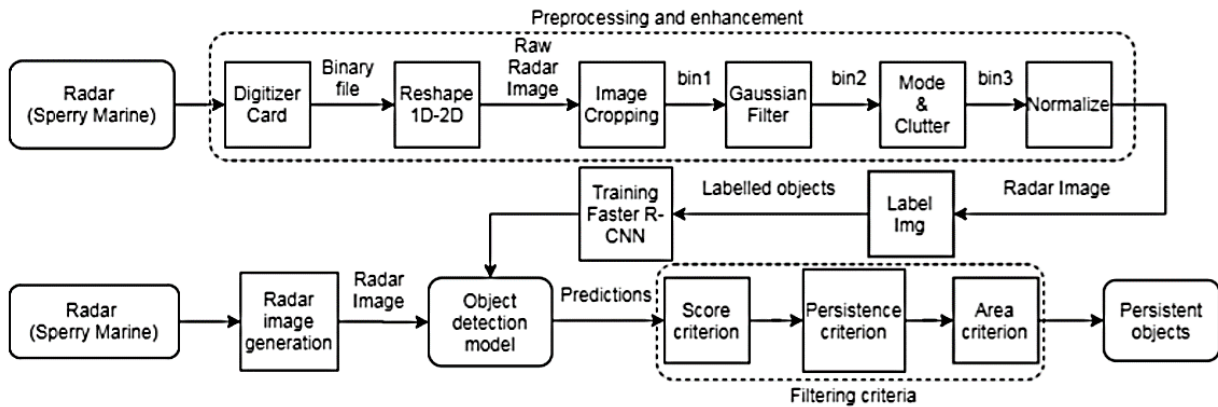 Preprocessing and enhancement
Radar
(Sperry Marine)
Digitizer
Card
Binary
file
Reshape
1D-2D
Raw
Radar
Image
Image
Cropping
bin1
Gaussian
Filter
bin2
Mode
&
Clutter
bin3
Normalize
Training
Faster R-
CNN
Labelled objects
Label
Img
Radar Image
Radar
(Sperry Marine)
Radar
image
generation
Radar
Image
Object
detection
model
Predictions
Score
criterion
Persistence
criterion
Area
criterion
Persistent
objects
Filtering criteria